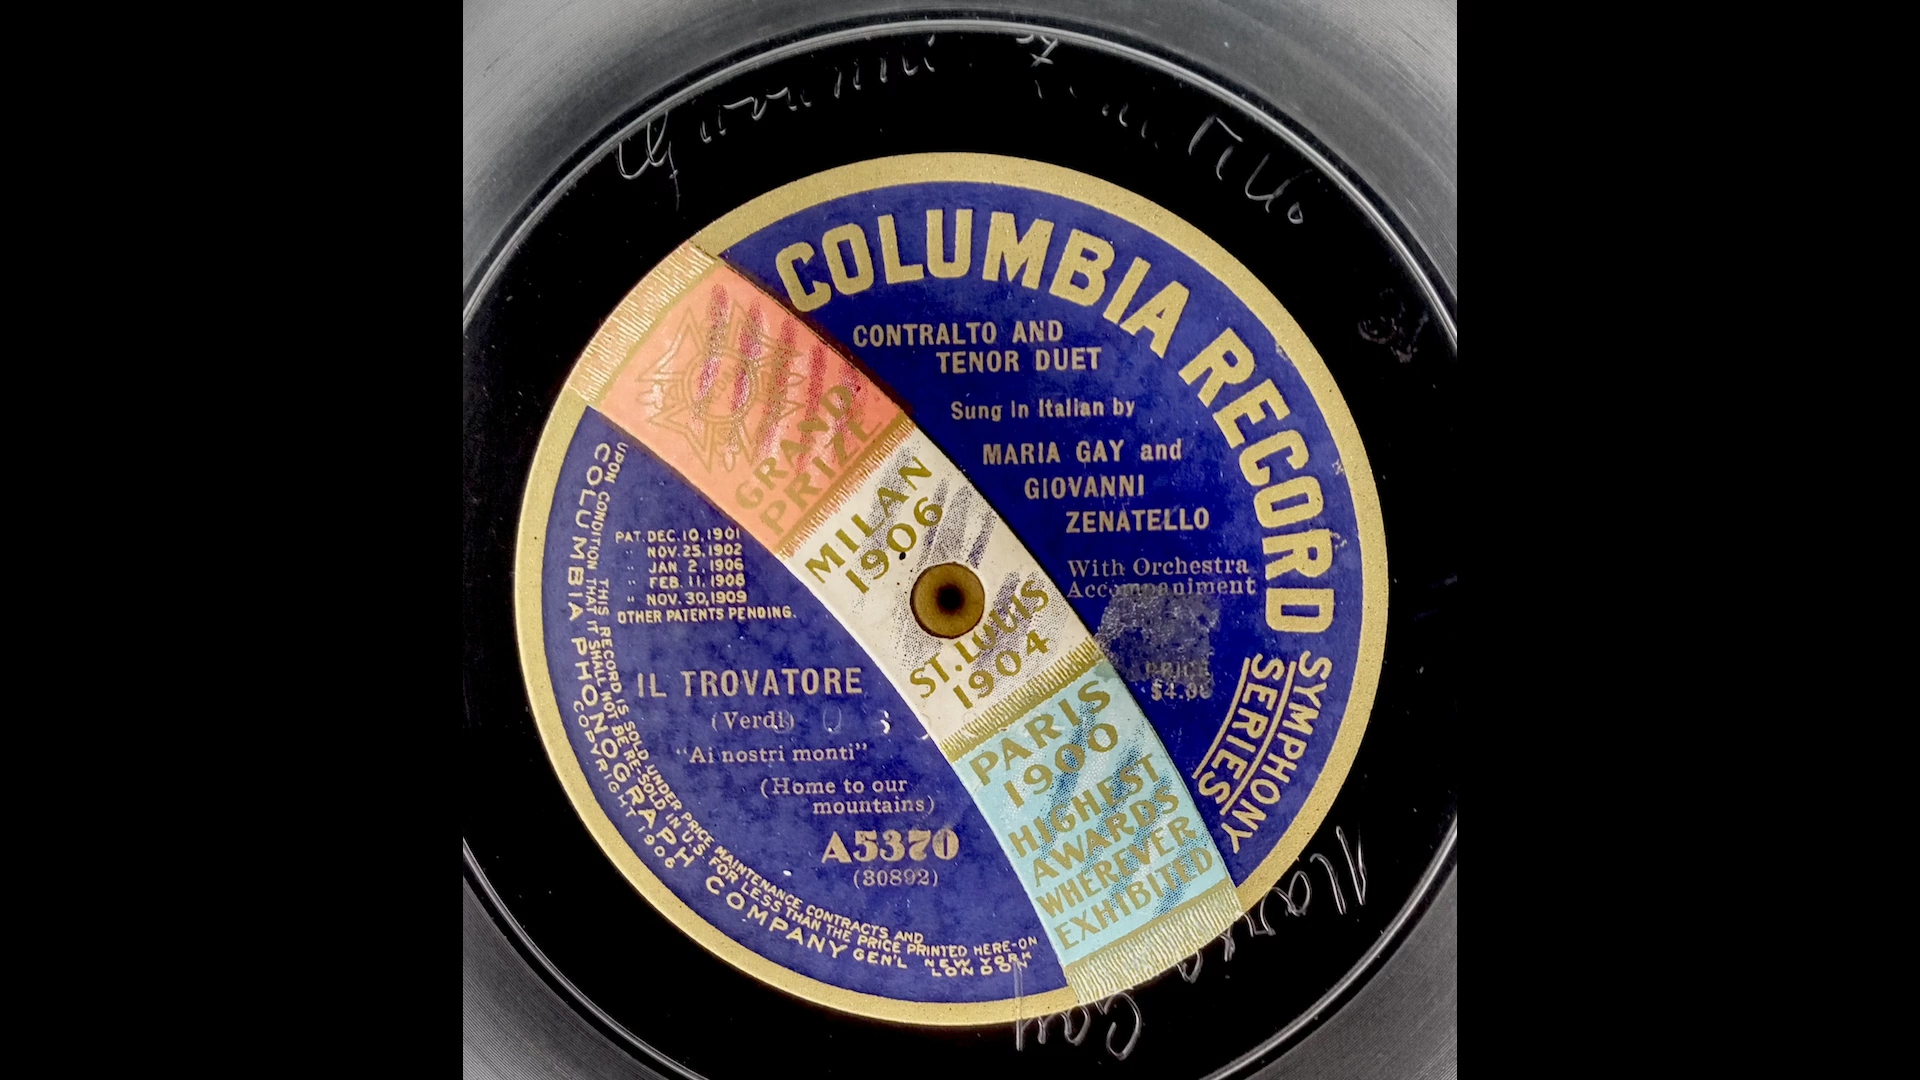 COLUMBIA RECORD
SYMPHONY
SERIES
CONTRALTO AND
TENOR DUET
Sung in Italian by
MARIA GAY and
GIOVANNI
ZENATELLO
With Orchestra
Accompaniment
PRICE
GRAND
PRIZE
MILAN
1906
ST. LOUIS
1904
PARIS
1900
HIGHEST
AWARDS
WHEREVER
EXHIBITED
PAT. DEC. 10, 1901
" NOV. 25, 1902
" JAN. 2, 1906
" FEB. 11, 1908
" NOV. 30, 1909
OTHER PATENTS PENDING.
IL TROVATORE
(Verdi)
"Ai nostri monti"
(Home to our
mountains)
A5370
(30892)
THIS RECORD IS SOLD UNDER PRICE MAINTENANCE CONTRACTS AND
UPON CONDITION THAT IT SHALL NOT BE RE-SOLD IN U.S. FOR LESS THAN THE PRICE PRINTED HERE-ON
COLUMBIA PHONOGRAPH COMPANY GEN'L NEW YORK
LONDON
COPYRIGHT 1906
Giovanni
Maria Gay